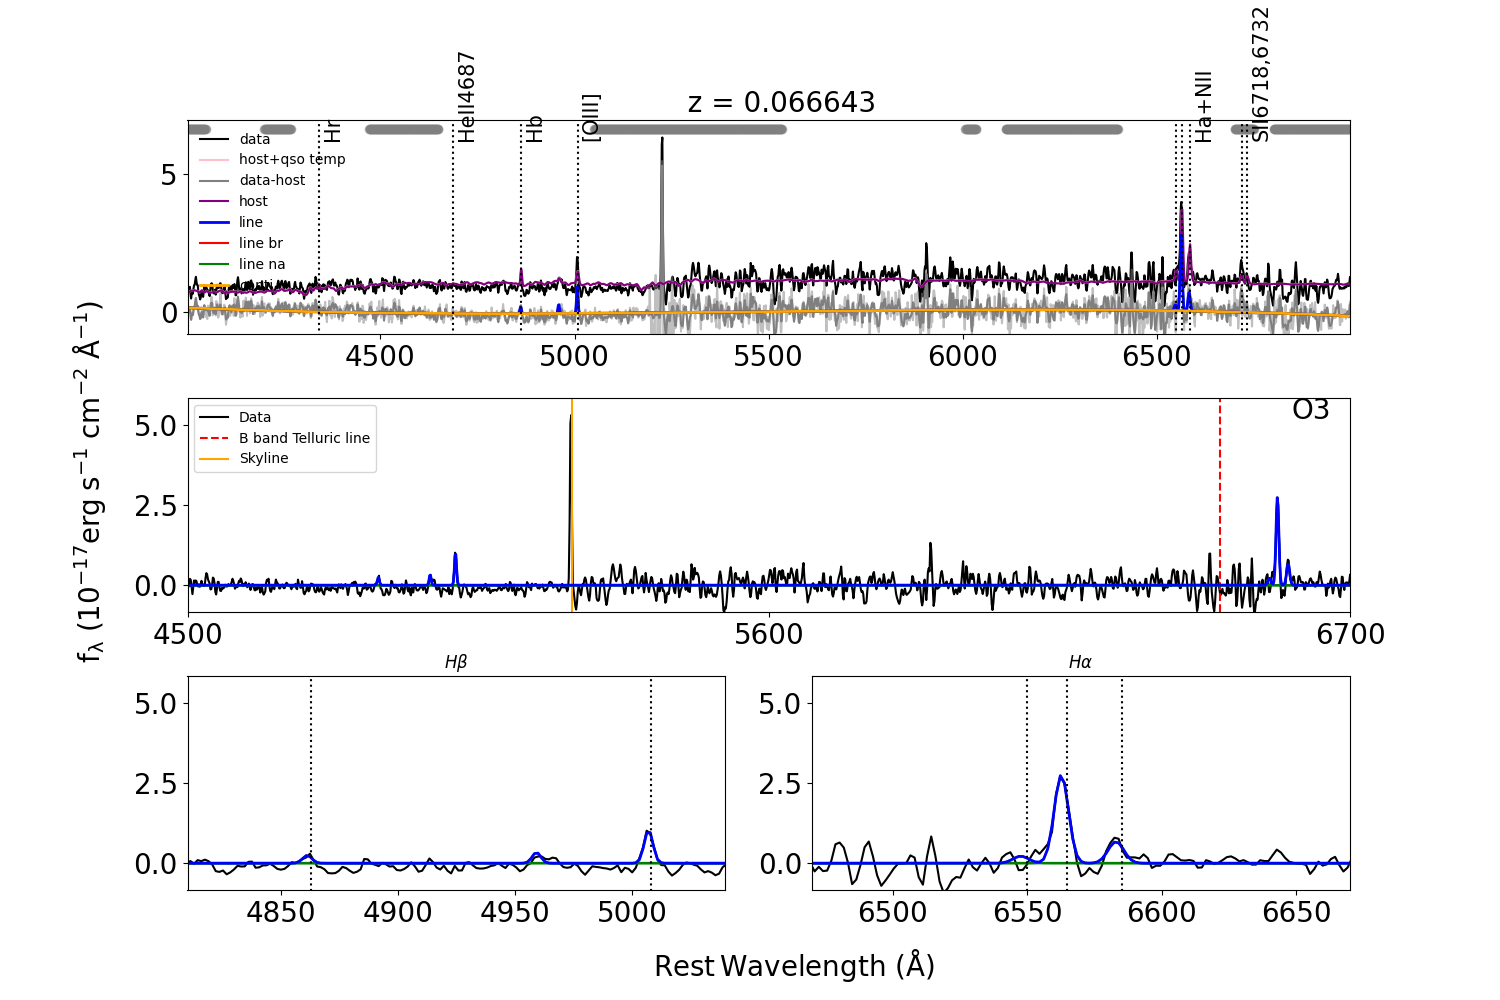 z = 0.066643
Hr
HeII4687
Hb
[OIII]
Ha+NII
SII6718,6732
data
host+qso temp
data-host
host
line
line br
line na
5
0
4500
5000
5500
6000
6500
O3
Data
B band Telluric line
Skyline
5.0
2.5
0.0
4500
5600
6700
fλ (10⁻¹⁷erg s⁻¹ cm⁻² Å⁻¹)
Hβ
5.0
2.5
0.0
4850
4900
4950
5000
Hα
5.0
2.5
0.0
6500
6550
6600
6650
Rest Wavelength (Å)